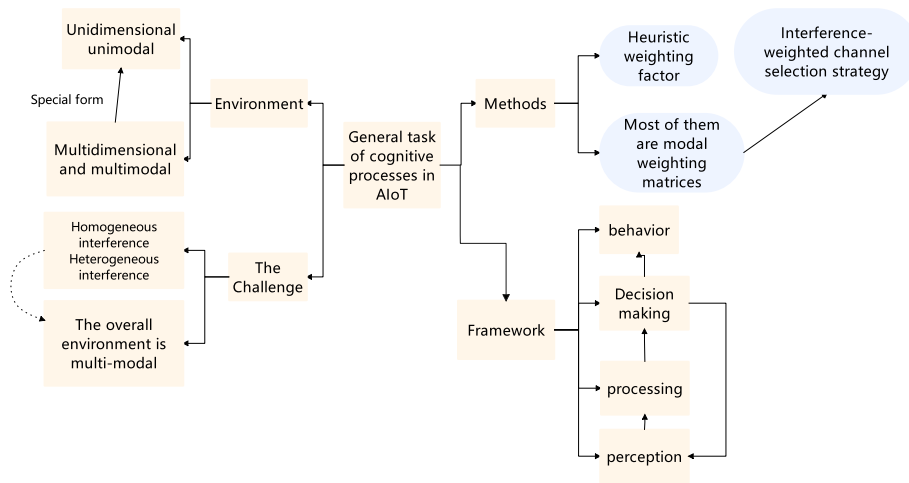 Unidimensional
unimodal
Special form
Multidimensional
and multimodal
Environment
Homogeneous
interference
Heterogeneous
interference
The overall
environment is
multi-modal
The
Challenge
General task
of cognitive
processes in
AIoT
Methods
Heuristic
weighting
factor
Most of them
are modal
weighting
matrices
Interference-
weighted channel
selection strategy
Framework
behavior
Decision
making
processing
perception